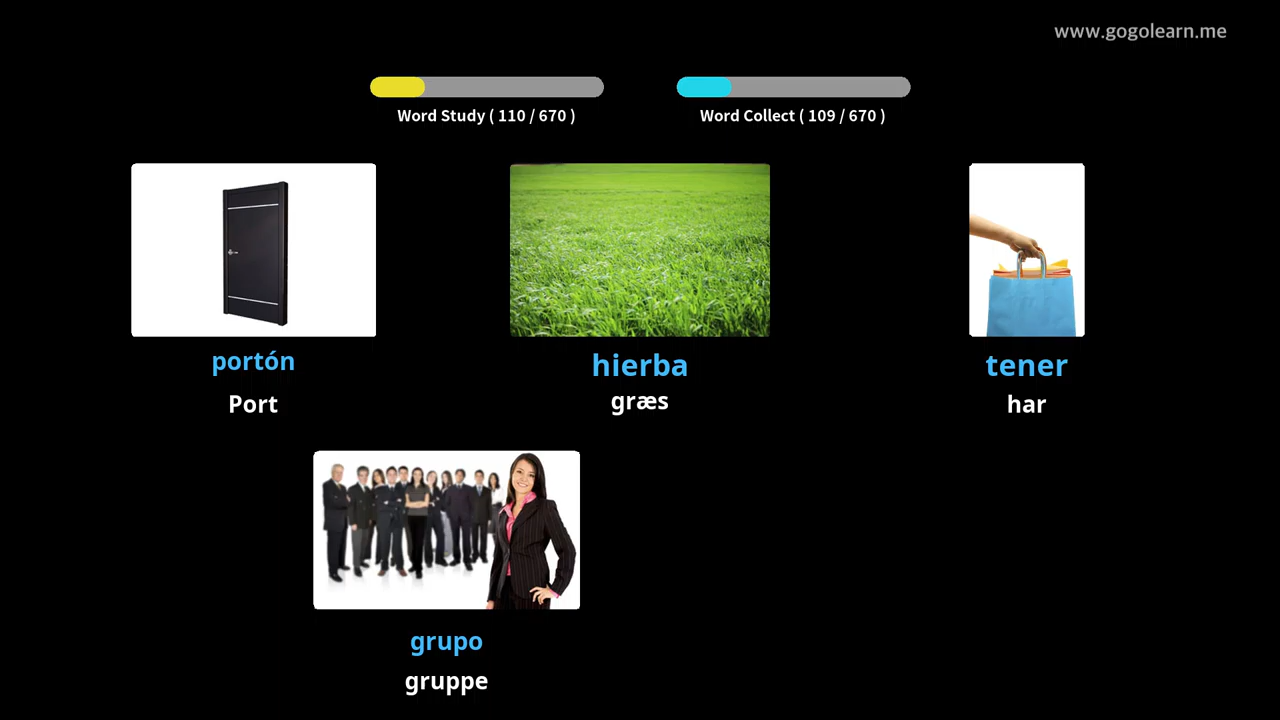 www.gogolearn.me
Word Study ( 110 / 670 )
Word Collect ( 109 / 670 )
portón
Port
hierba
græs
tener
har
grupo
gruppe